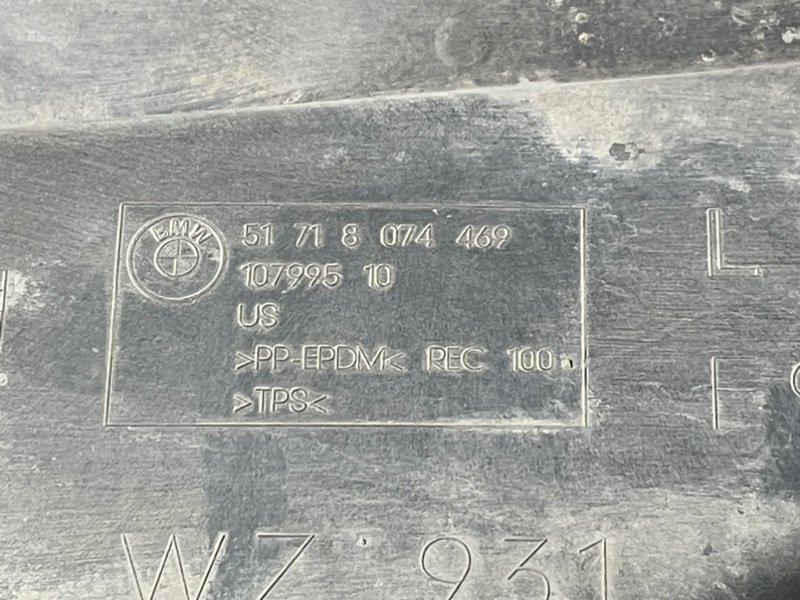 BMW
51 71 8 074 469
107995 10
US
>PP-EPDM< REC 100
>TPS<
L
WZ 931